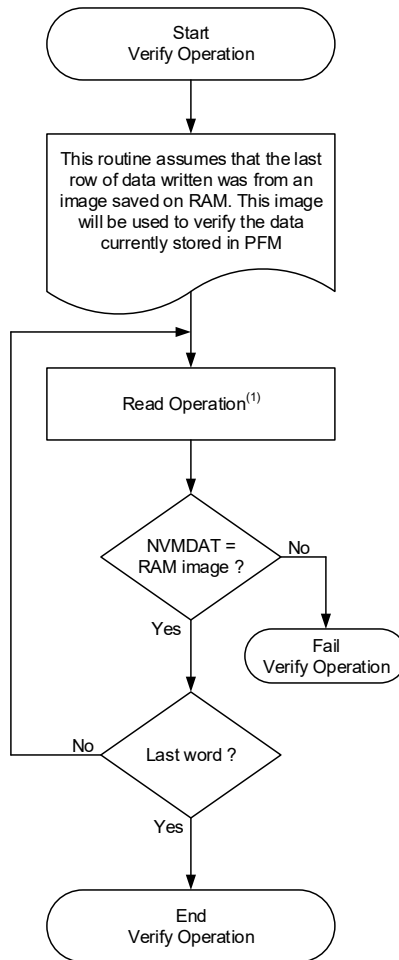 Start
Verify Operation
This routine assumes that the last
row of data written was from an
image saved on RAM. This image
will be used to verify the data
currently stored in PFM
Read Operation(1)
NVMDAT =
RAM image ?
No
Yes
Fail
Verify Operation
Last word ?
No
Yes
End
Verify Operation